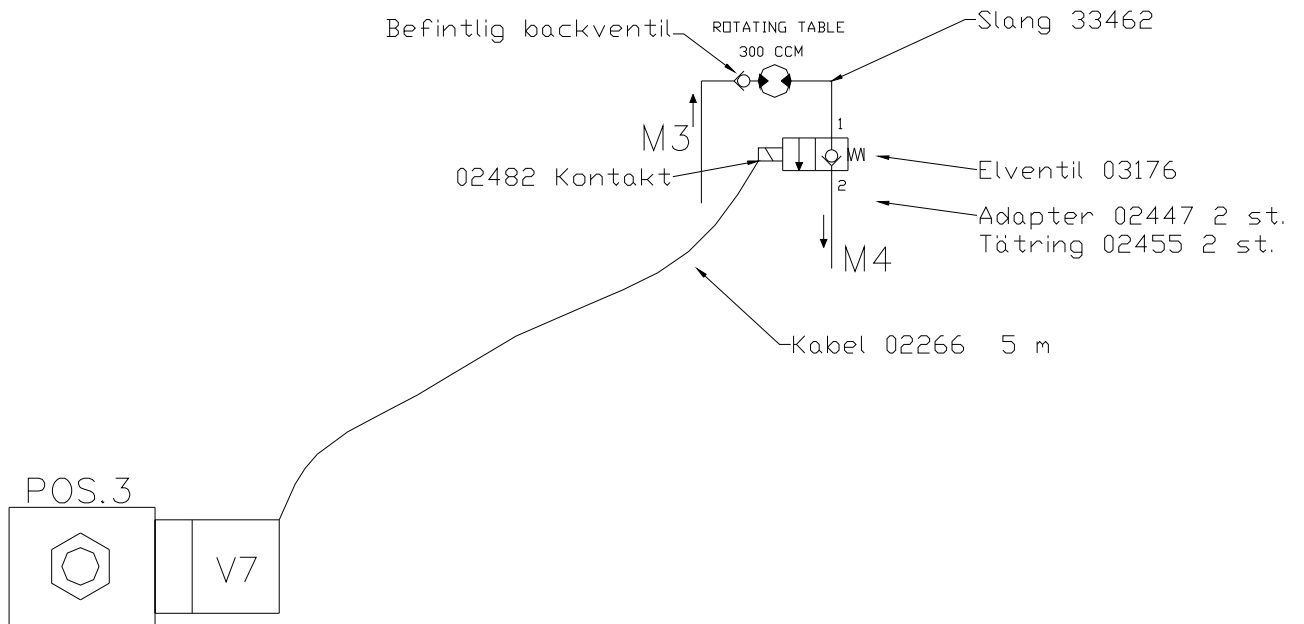 Befintlig backventil
ROTATING TABLE
300 CCM
Slang 33462
M3
1
02482 Kontakt
2
Elventil 03176
Adapter 02447 2 st.
Tätring 02455 2 st.
M4
Kabel 02266 5 m
POS.3
V7